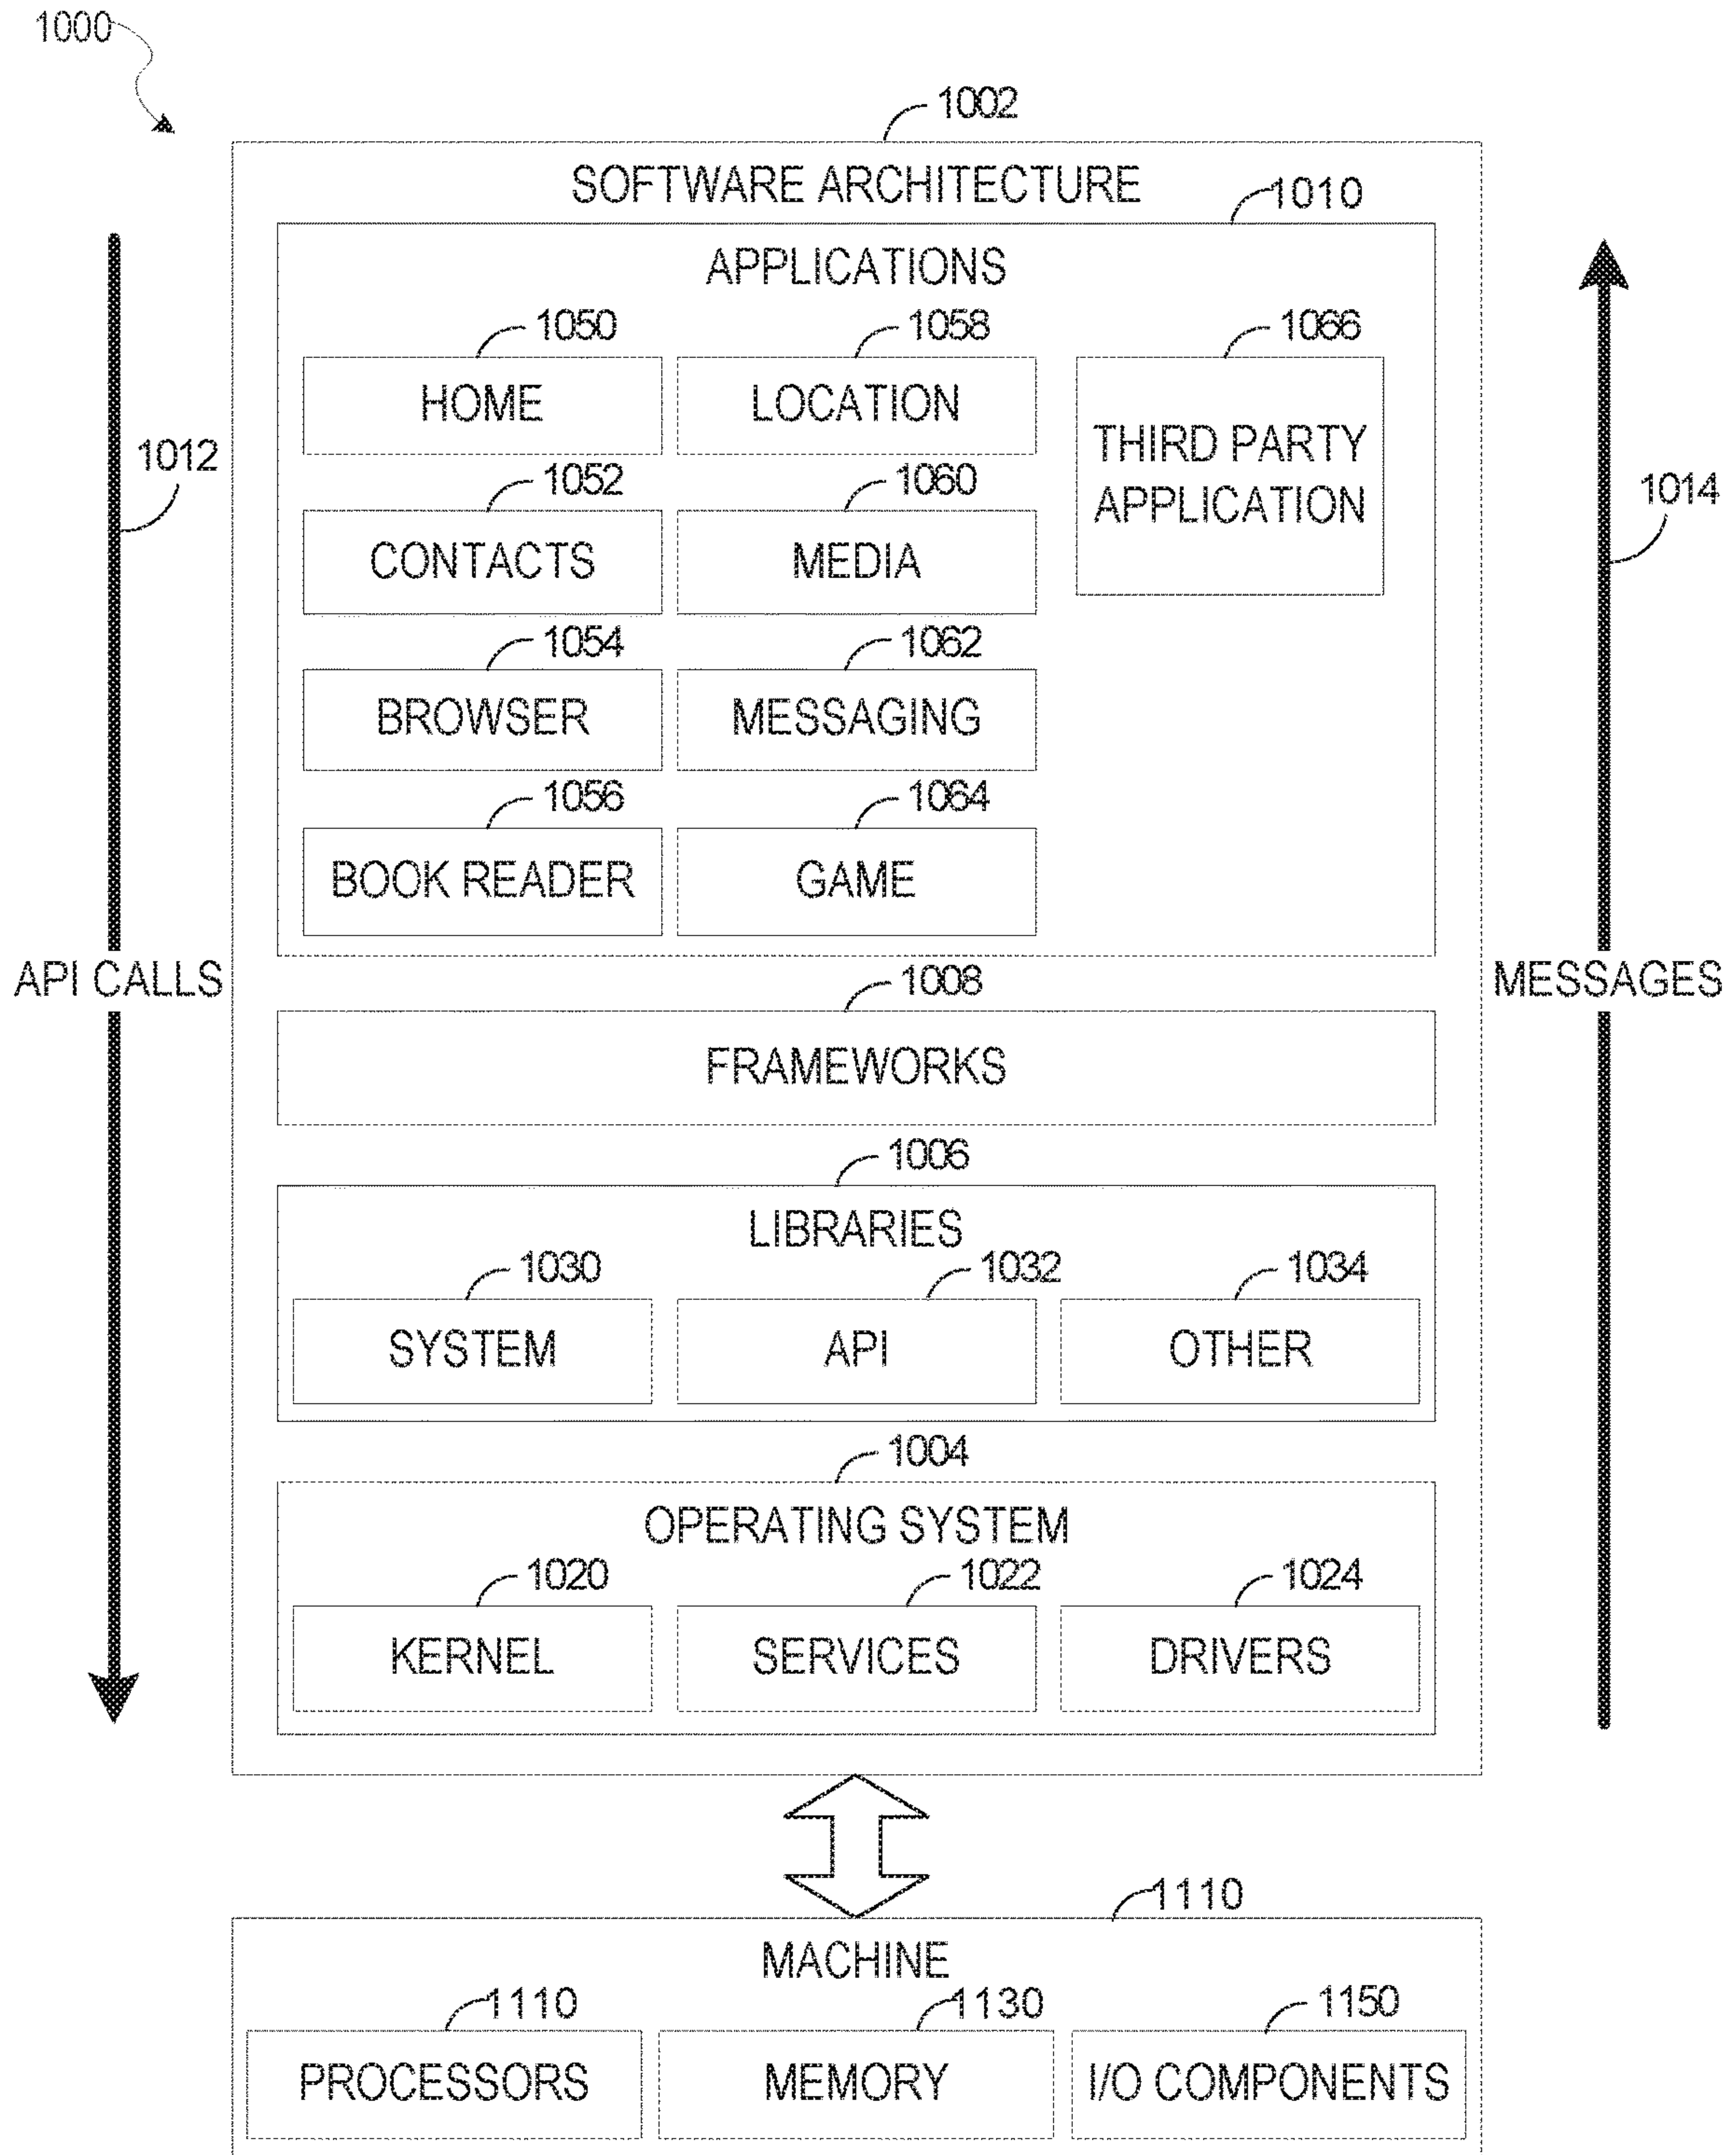 1000
1002
SOFTWARE ARCHITECTURE
1010
APPLICATIONS
1050
1058
1066
HOME
LOCATION
THIRD PARTY
APPLICATION
1012
1052
1060
1014
CONTACTS
MEDIA
1054
1062
BROWSER
MESSAGING
1056
1064
BOOK READER
GAME
API CALLS
MESSAGES
1008
FRAMEWORKS
1006
LIBRARIES
1030
1032
1034
SYSTEM
API
OTHER
1004
OPERATING SYSTEM
1020
1022
1024
KERNEL
SERVICES
DRIVERS
1110
MACHINE
1110
1130
1150
PROCESSORS
MEMORY
I/O COMPONENTS